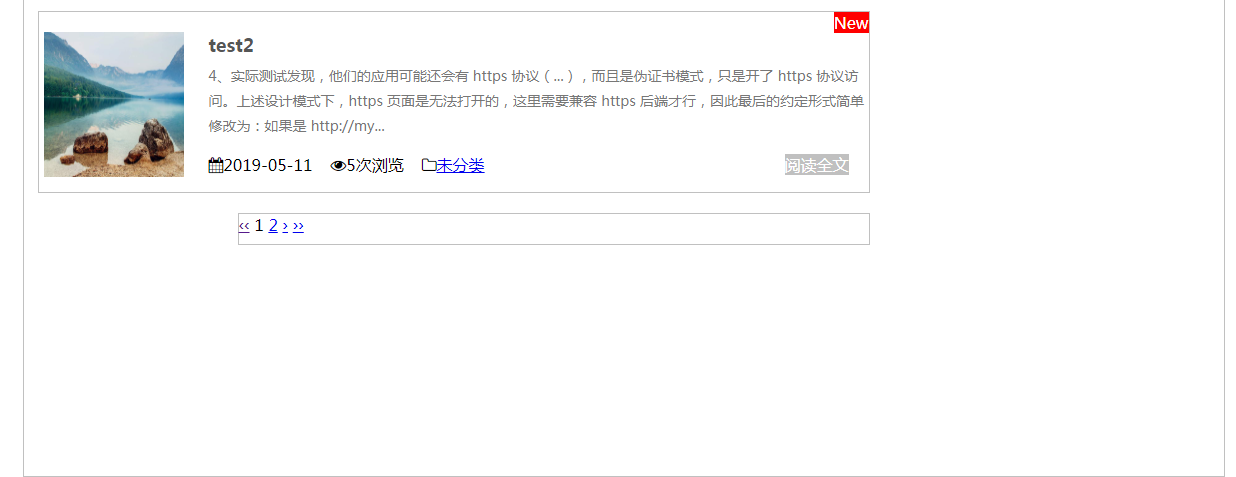 New
test2
4、实际测试发现，他们的应用可能还会有 https 协议（...），而且是伪证书模式，只是开了 https 协议访
问。上述设计模式下，https 页面是无法打开的，这里需要兼容 https 后端才行，因此最后的约定形式简单
修改为：如果是 http://my...
2019-05-11 5次浏览 未分类 阅读全文
‹‹ 1 2 › ››